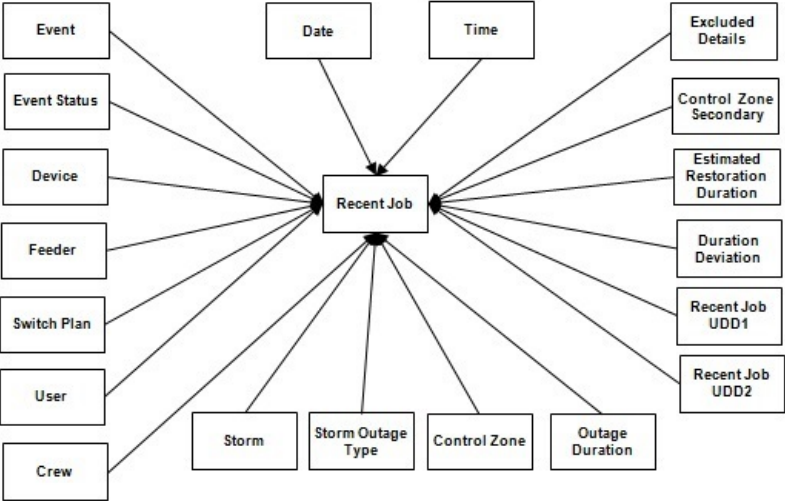 Event
Date
Time
Excluded
Details
Event Status
Control Zone
Secondary
Device
Estimated
Restoration
Duration
Recent Job
Feeder
Duration
Deviation
Switch Plan
Recent Job
UDD1
User
Recent Job
UDD2
Storm
Storm Outage
Type
Control Zone
Outage
Duration
Crew